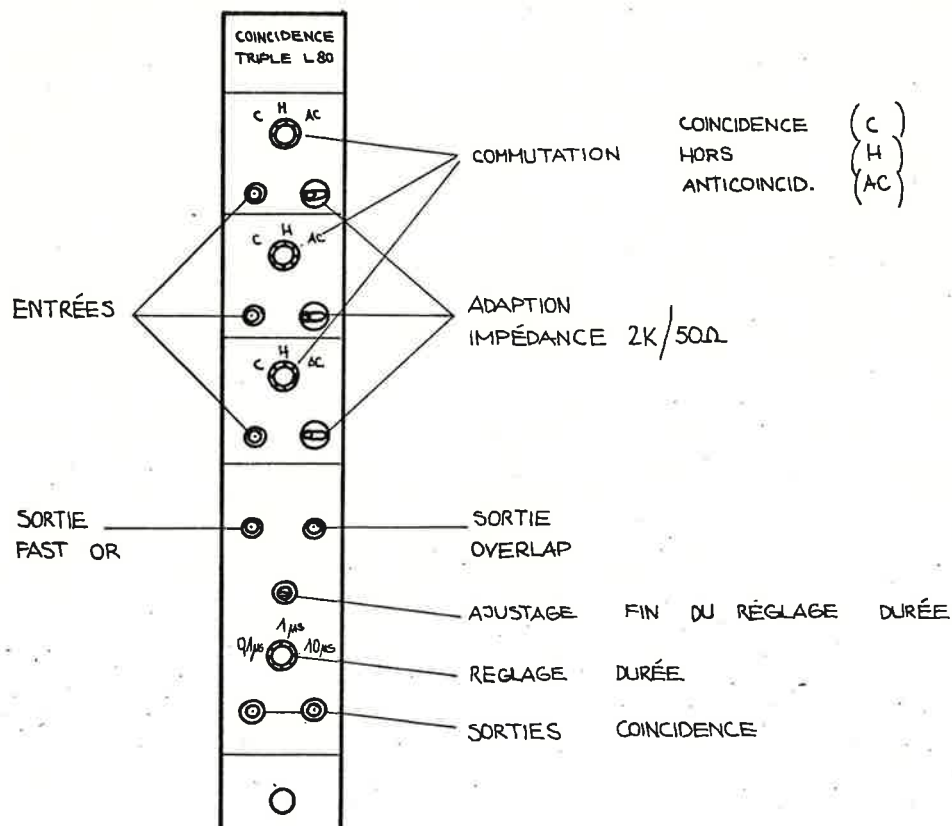 COINCIDENCE
TRIPLE L80
C H AC
COMMUTATION
COINCIDENCE (C)
HORS (H)
ANTICOINCID. (AC)
C H AC
ENTRÉES
ADAPTION
IMPÉDANCE 2K/50Ω
C H AC
SORTIE
FAST OR
SORTIE
OVERLAP
AJUSTAGE FIN DU RÉGLAGE DURÉE
0,1µs 1µs 10µs
REGLAGE DURÉE
SORTIES COINCIDENCE